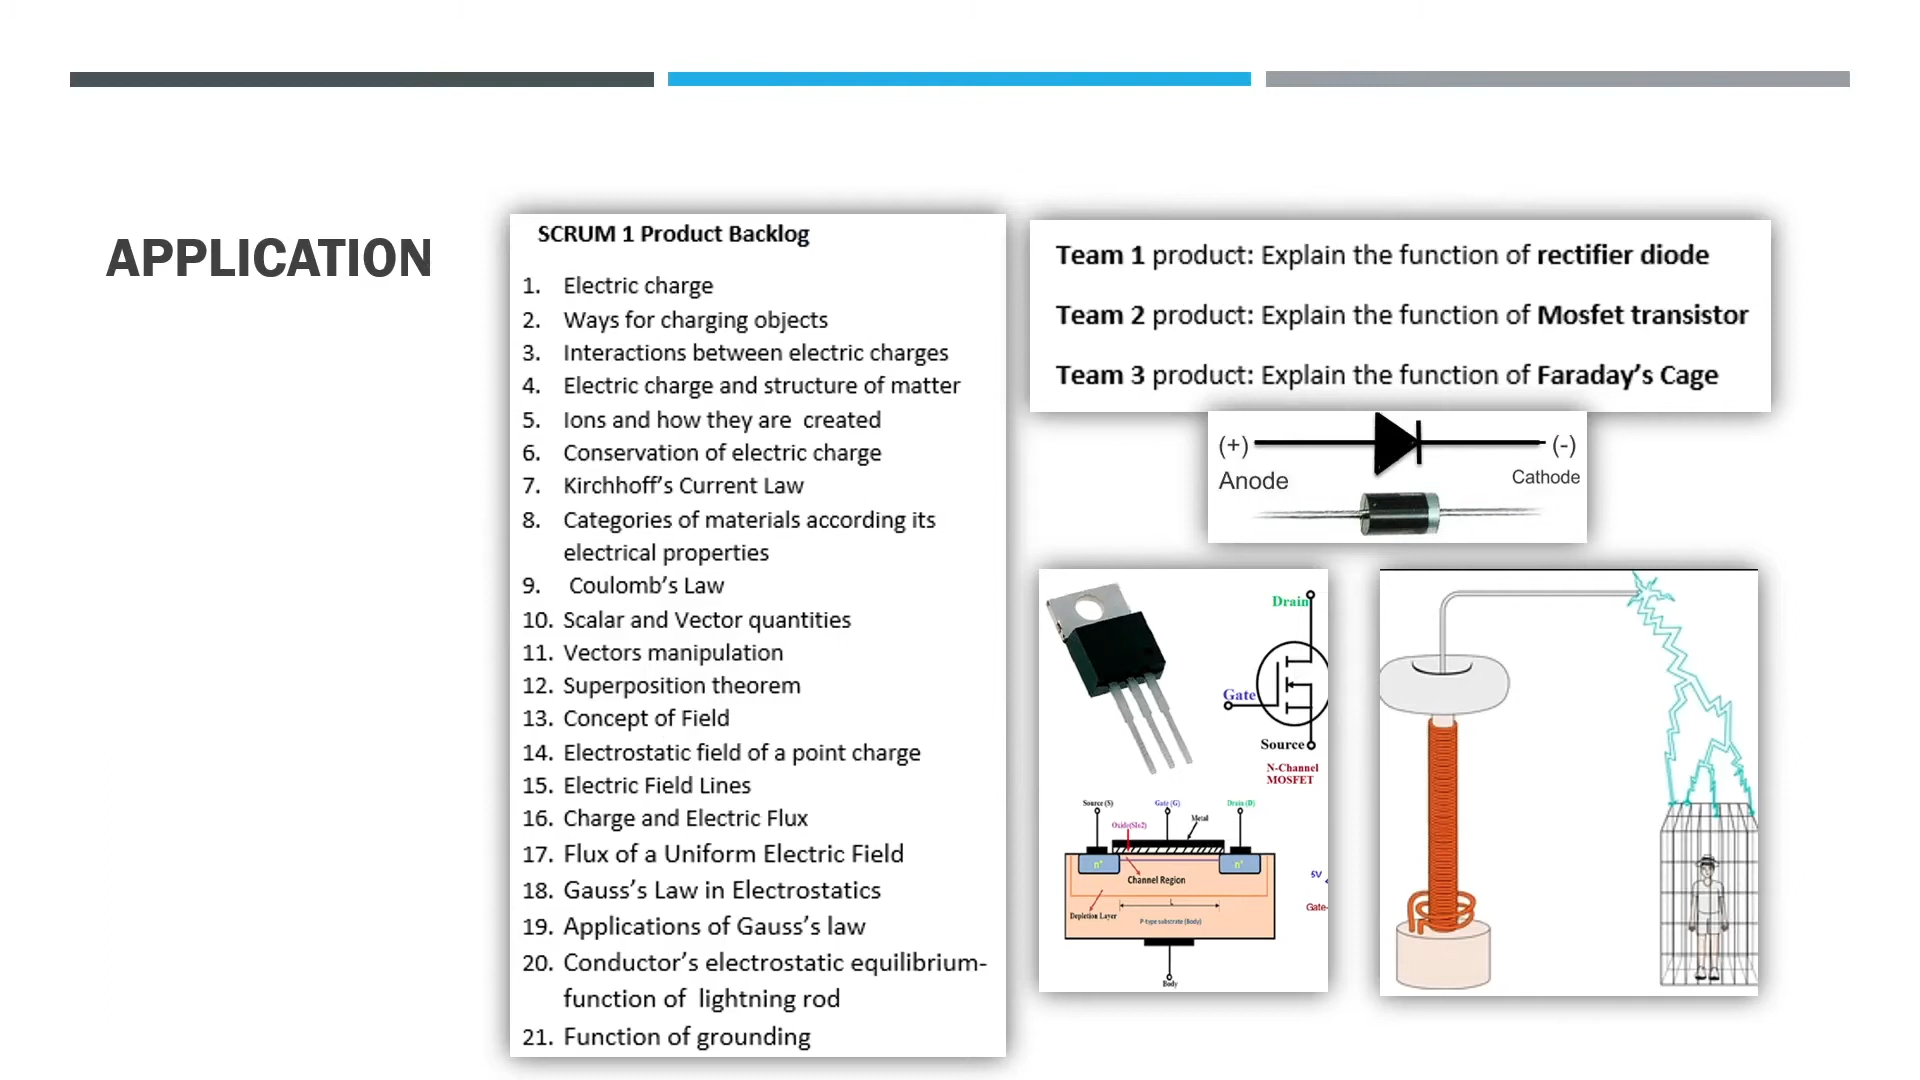 APPLICATION
SCRUM 1 Product Backlog
1. Electric charge
2. Ways for charging objects
3. Interactions between electric charges
4. Electric charge and structure of matter
5. Ions and how they are created
6. Conservation of electric charge
7. Kirchhoff's Current Law
8. Categories of materials according its
electrical properties
9. Coulomb's Law
10. Scalar and Vector quantities
11. Vectors manipulation
12. Superposition theorem
13. Concept of Field
14. Electrostatic field of a point charge
15. Electric Field Lines
16. Charge and Electric Flux
17. Flux of a Uniform Electric Field
18. Gauss's Law in Electrostatics
19. Applications of Gauss's law
20. Conductor's electrostatic equilibrium-
function of lightning rod
21. Function of grounding
Team 1 product: Explain the function of rectifier diode
Team 2 product: Explain the function of Mosfet transistor
Team 3 product: Explain the function of Faraday's Cage
(+) (-)
Anode Cathode
Drain
Gate
Source
N-Channel
MOSFET
Source (S) Gate (G) Drain (D)
Oxide(Sio2) Metal
n+ n+
Channel Region
L
Depletion Layer
P-type substrate (Body)
Body
5V
Gate-